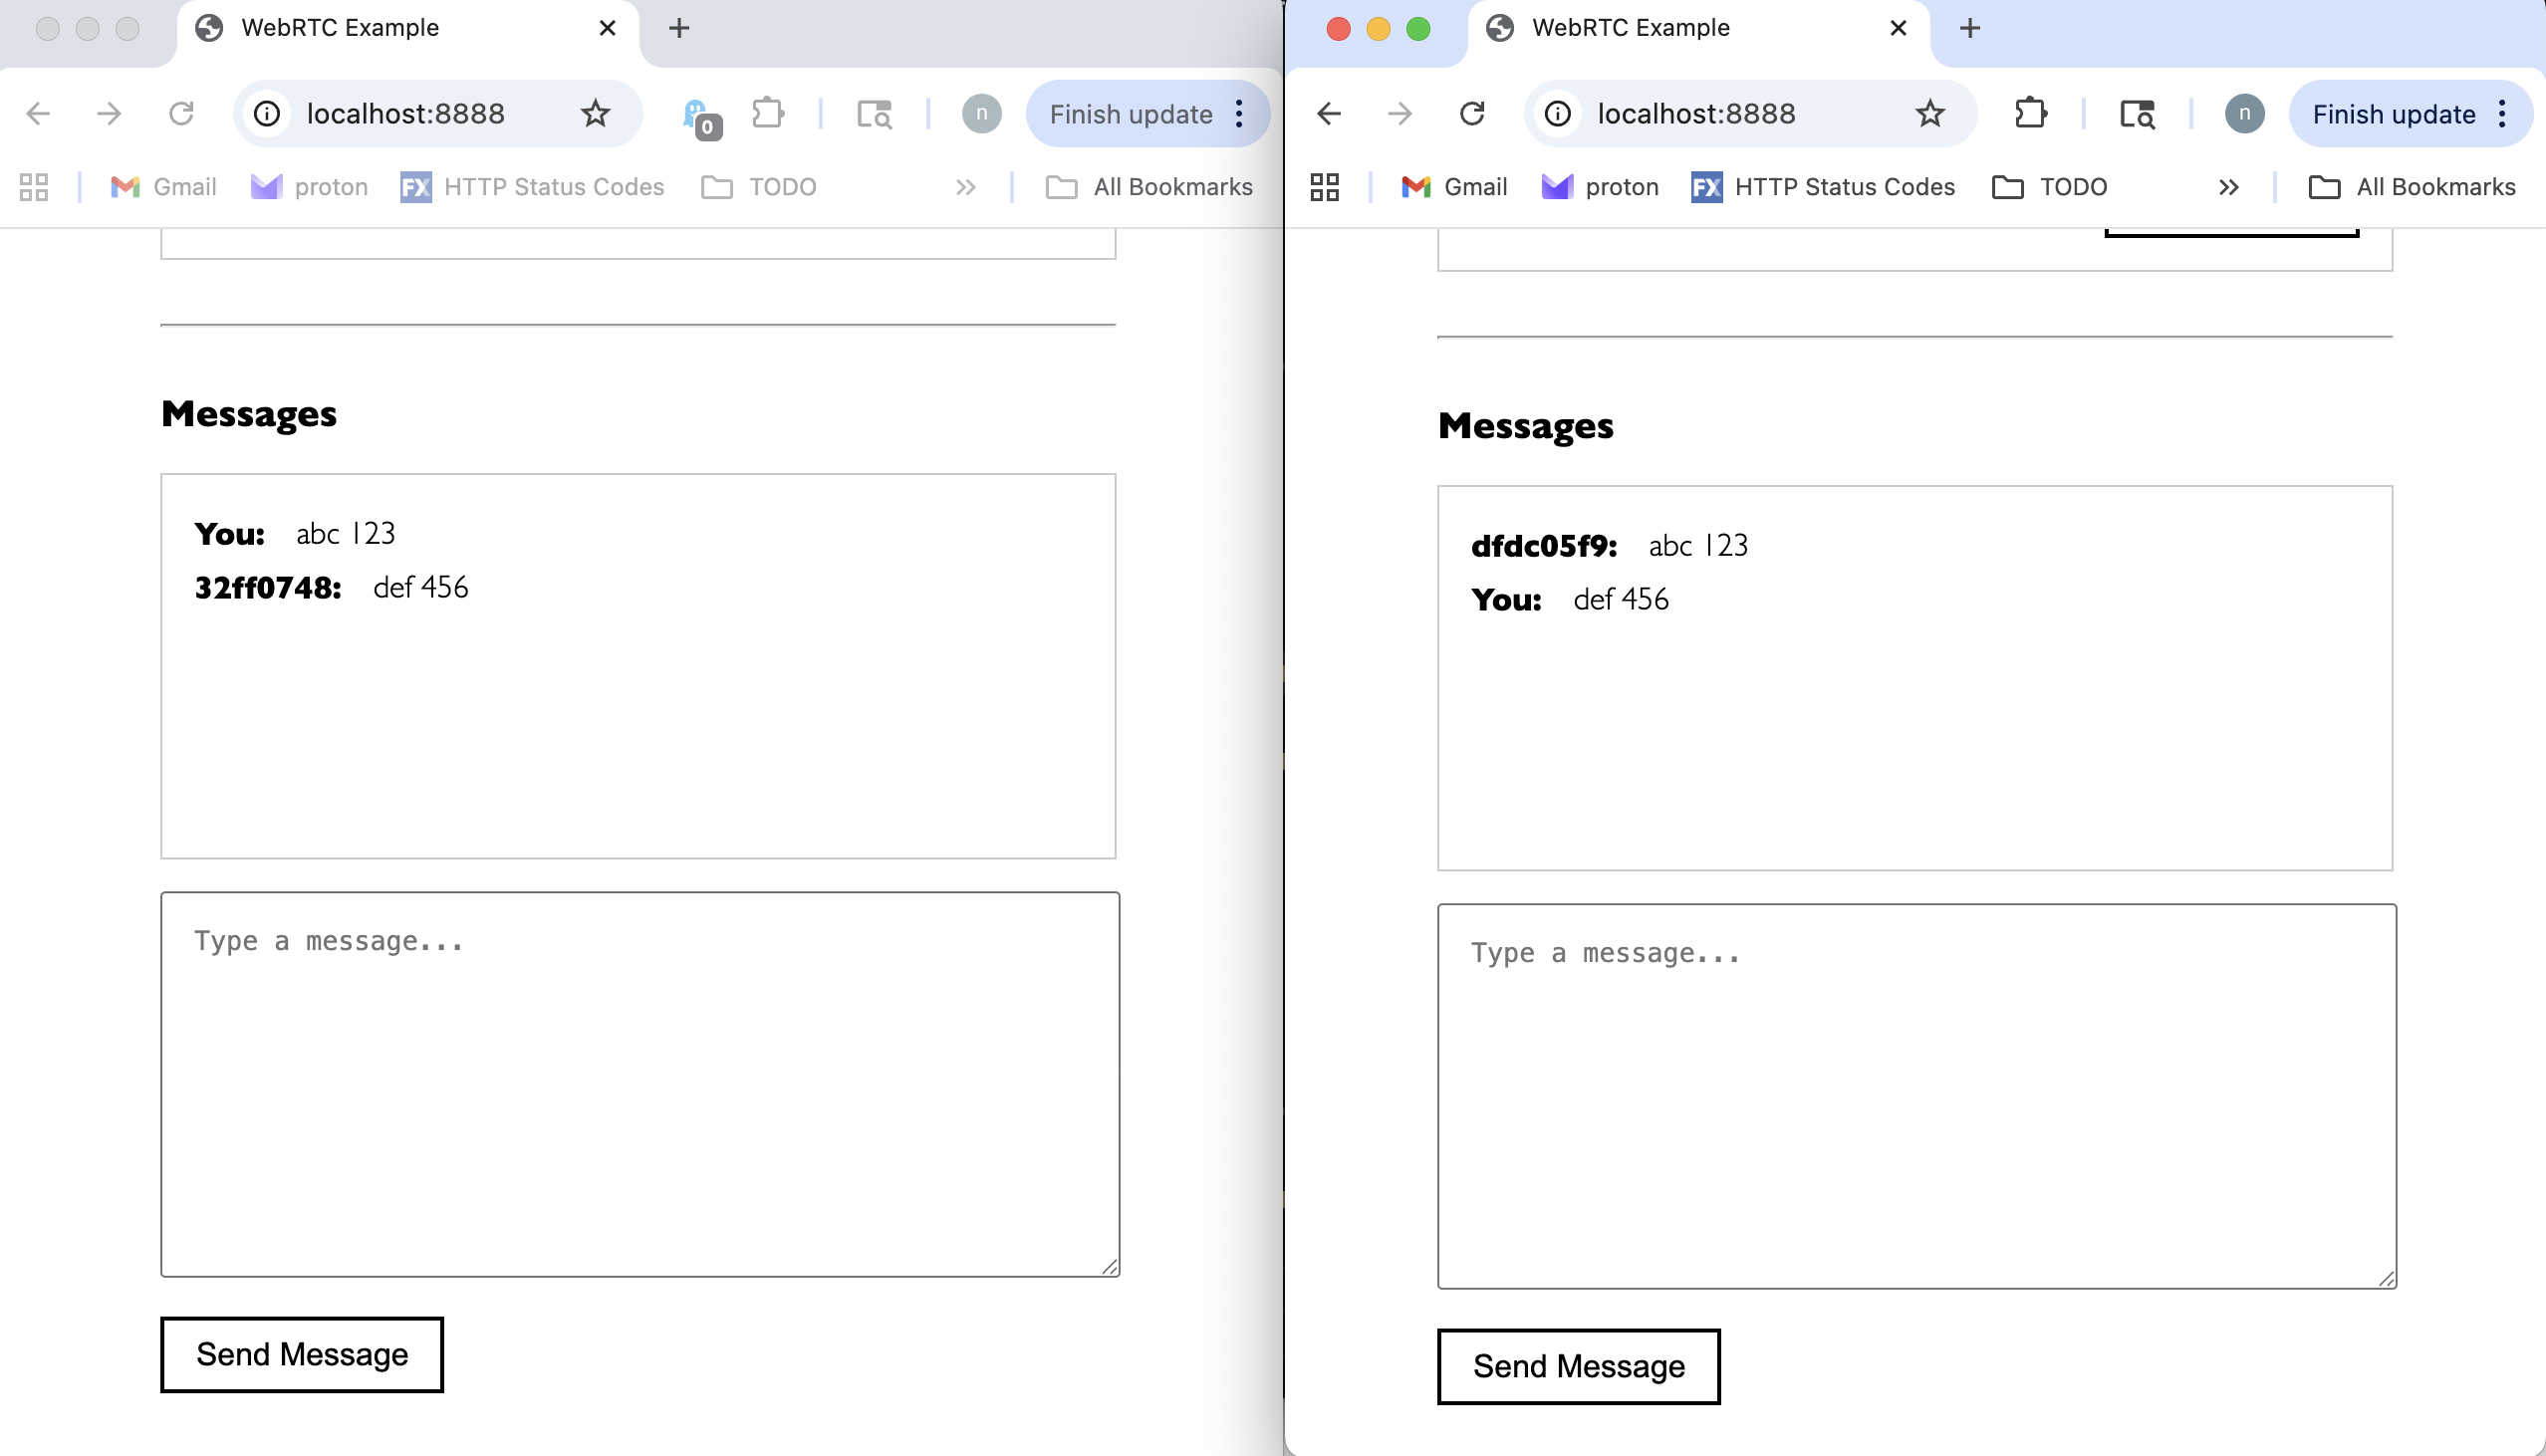 WebRTC Example
localhost:8888
0
n
Finish update
Gmail
proton
FX
HTTP Status Codes
TODO
All Bookmarks
Messages
You: abc 123
32ff0748: def 456
Type a message...
Send Message
WebRTC Example
localhost:8888
n
Finish update
Gmail
proton
FX
HTTP Status Codes
TODO
All Bookmarks
Messages
dfdc05f9: abc 123
You: def 456
Type a message...
Send Message